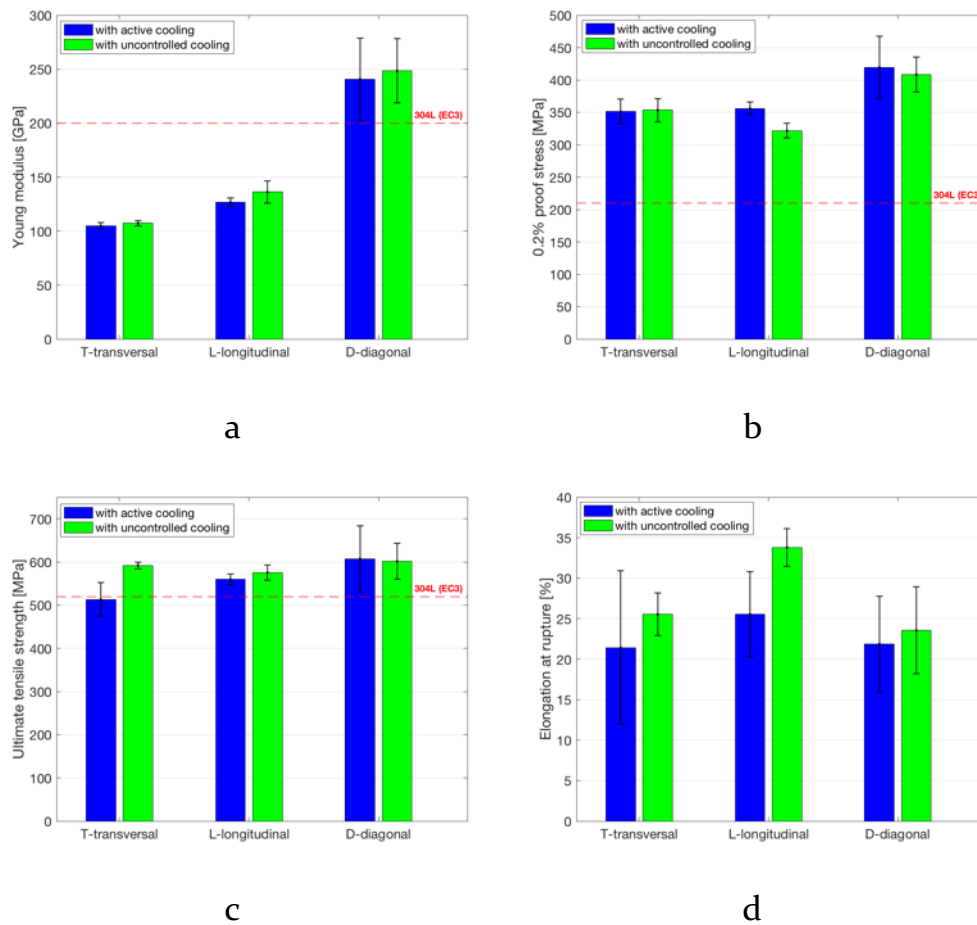 Young modulus [GPa]
300
250
200
150
100
50
0
with active cooling
with uncontrolled cooling
304L (EC3)
T-transversal L-longitudinal D-diagonal
a
0.2% proof stress [MPa]
500
450
400
350
300
250
200
150
100
50
0
with active cooling
with uncontrolled cooling
304L (EC3
T-transversal L-longitudinal D-diagonal
b
Ultimate tensile strength [MPa]
700
600
500
400
300
200
100
0
with active cooling
with uncontrolled cooling
304L (EC3)
T-transversal L-longitudinal D-diagonal
c
Elongation at rupture [%]
40
35
30
25
20
15
10
5
0
with active cooling
with uncontrolled cooling
T-transversal L-longitudinal D-diagonal
d